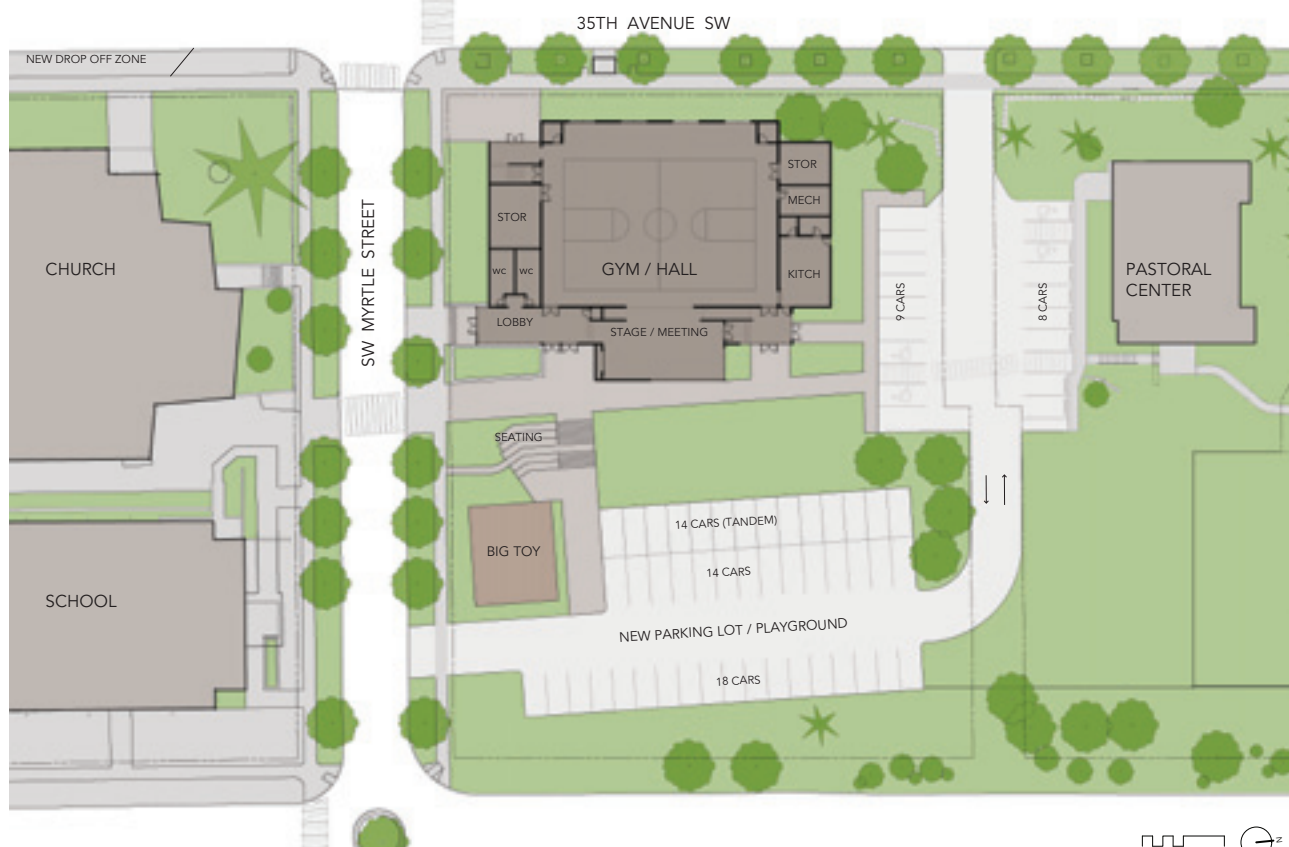 35TH AVENUE SW
NEW DROP OFF ZONE
SW MYRTLE STREET
CHURCH
STOR
WC
WC
GYM / HALL
STOR
MECH
KITCH
LOBBY
STAGE / MEETING
9 CARS
8 CARS
PASTORAL
CENTER
SEATING
BIG TOY
14 CARS (TANDEM)
14 CARS
SCHOOL
NEW PARKING LOT / PLAYGROUND
18 CARS
N